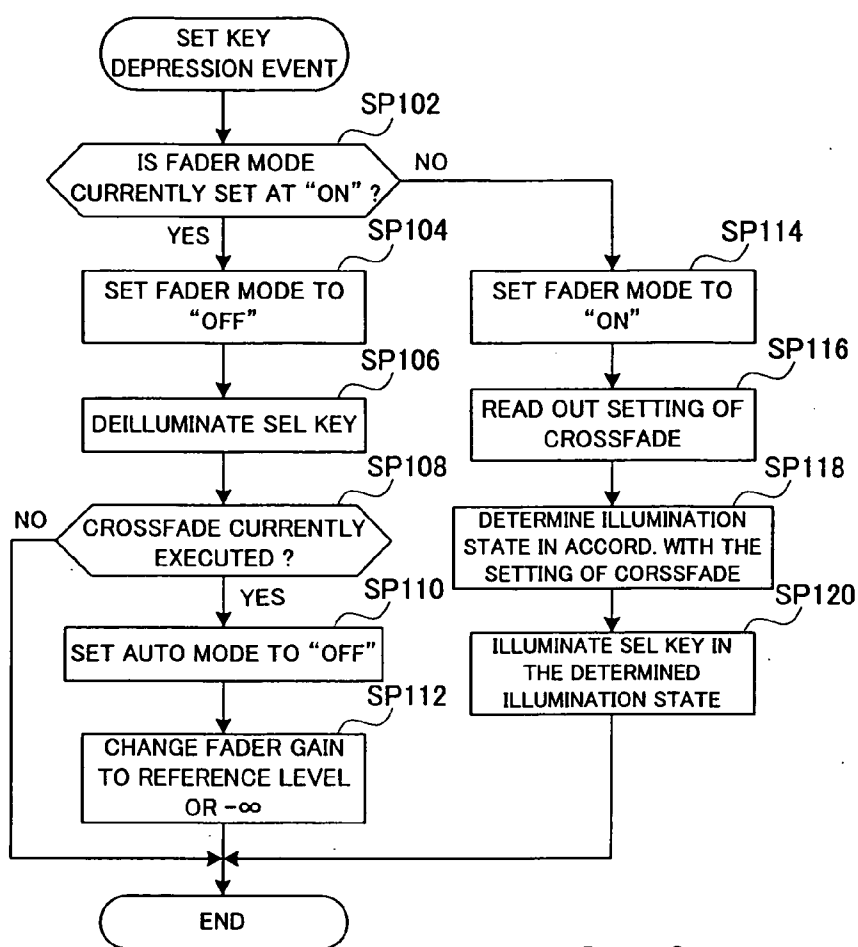 SET KEY
DEPRESSION EVENT
SP102
IS FADER MODE
CURRENTLY SET AT “ON” ?
NO
YES
SP104
SET FADER MODE TO
“OFF”
SP106
DEILLUMINATE SEL KEY
SP108
NO
CROSSFADE CURRENTLY
EXECUTED ?
YES
SP110
SET AUTO MODE TO “OFF”
SP112
CHANGE FADER GAIN
TO REFERENCE LEVEL
OR -∞
SP114
SET FADER MODE TO
“ON”
SP116
READ OUT SETTING OF
CROSSFADE
SP118
DETERMINE ILLUMINATION
STATE IN ACCORD. WITH THE
SETTING OF CORSSFADE
SP120
ILLUMINATE SEL KEY IN
THE DETERMINED
ILLUMINATION STATE
END